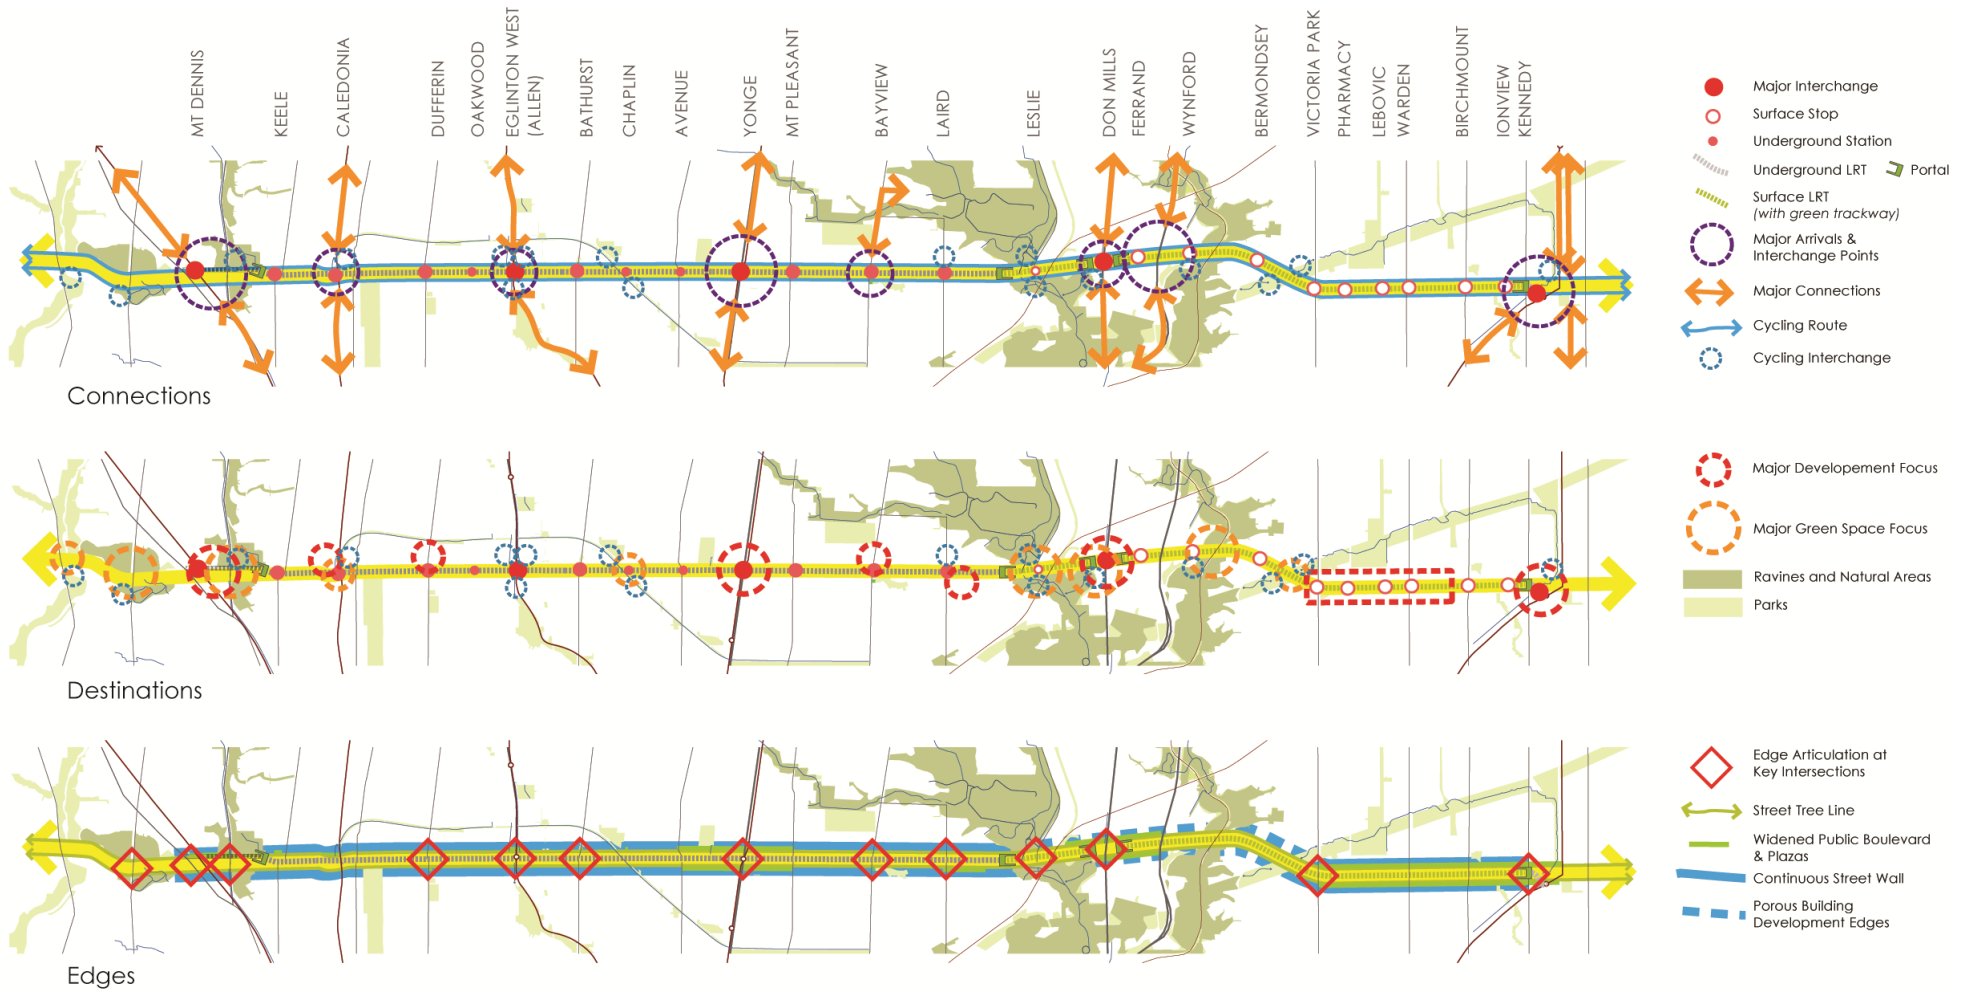 MT DENNIS
KEELE
CALEDONIA
DUFFERIN
OAKWOOD
EGLINTON WEST
(ALLEN)
BATHURST
CHAPLIN
AVENUE
YONGE
MT PLEASANT
BAYVIEW
LAIRD
LESLIE
DON MILLS
FERRAND
WYNFORD
BERMONDSEY
VICTORIA PARK
PHARMACY
LEBOVIC
WARDEN
BIRCHMOUNT
IONVIEW
KENNEDY
Major Interchange
Surface Stop
Underground Station
Underground LRT
Portal
Surface LRT
(with green trackway)
Major Arrivals &
Interchange Points
Major Connections
Cycling Route
Cycling Interchange
Connections
Major Developement Focus
Major Green Space Focus
Ravines and Natural Areas
Parks
Destinations
Edge Articulation at
Key Intersections
Street Tree Line
Widened Public Boulevard
& Plazas
Continuous Street Wall
Porous Building
Development Edges
Edges